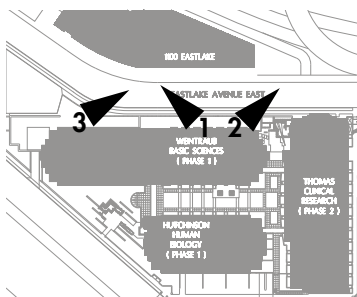 1100 EASTLAKE
EASTLAKE AVENUE EAST
3
1
2
WEINTRAUB
BASIC SCIENCES
( PHASE 1 )
THOMAS
CLINICAL
RESEARCH
( PHASE 2 )
HUTCHINSON
HUMAN
BIOLOGY
( PHASE 1 )